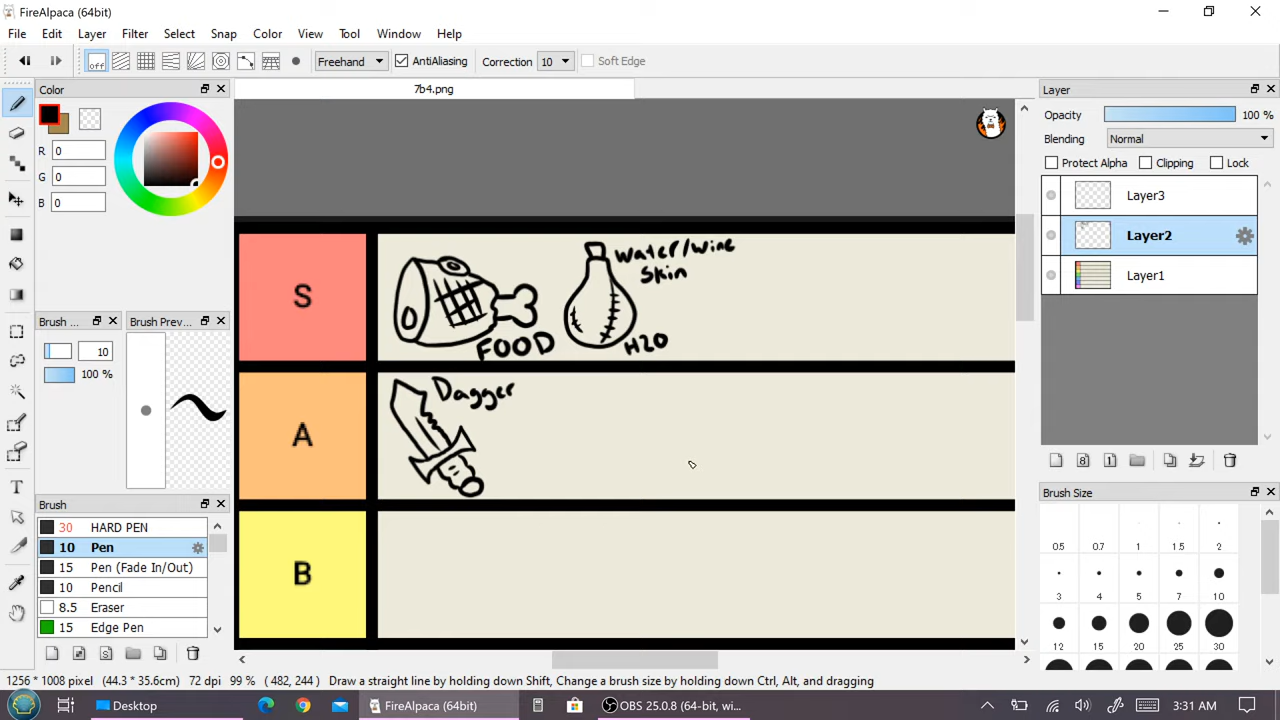 FireAlpaca (64bit)
File Edit Layer Filter Select Snap Color View Tool Window Help
off Freehand AntiAliasing Correction 10 Soft Edge
Color
7b4.png
Layer
R 0
G 0
B 0
Opacity 100 %
Blending Normal
Protect Alpha Clipping Lock
Layer3
Layer2
Layer1
Brush ... Brush Prev...
10
100 %
S
Water/Wine
Skin
FOOD
H2O
A
Dagger
B
Brush
30 HARD PEN
10 Pen
15 Pen (Fade In/Out)
10 Pencil
8.5 Eraser
15 Edge Pen
8 1
Brush Size
0.5 0.7 1 1.5 2
3 4 5 7 10
12 15 20 25 30
T
S
1256 * 1008 pixel (44.3 * 35.6cm) 72 dpi 99 % (482, 244) Draw a straight line by holding down Shift, Change a brush size by holding down Ctrl, Alt, and dragging
Desktop FireAlpaca (64bit) OBS 25.0.8 (64-bit, wi... 3:31 AM